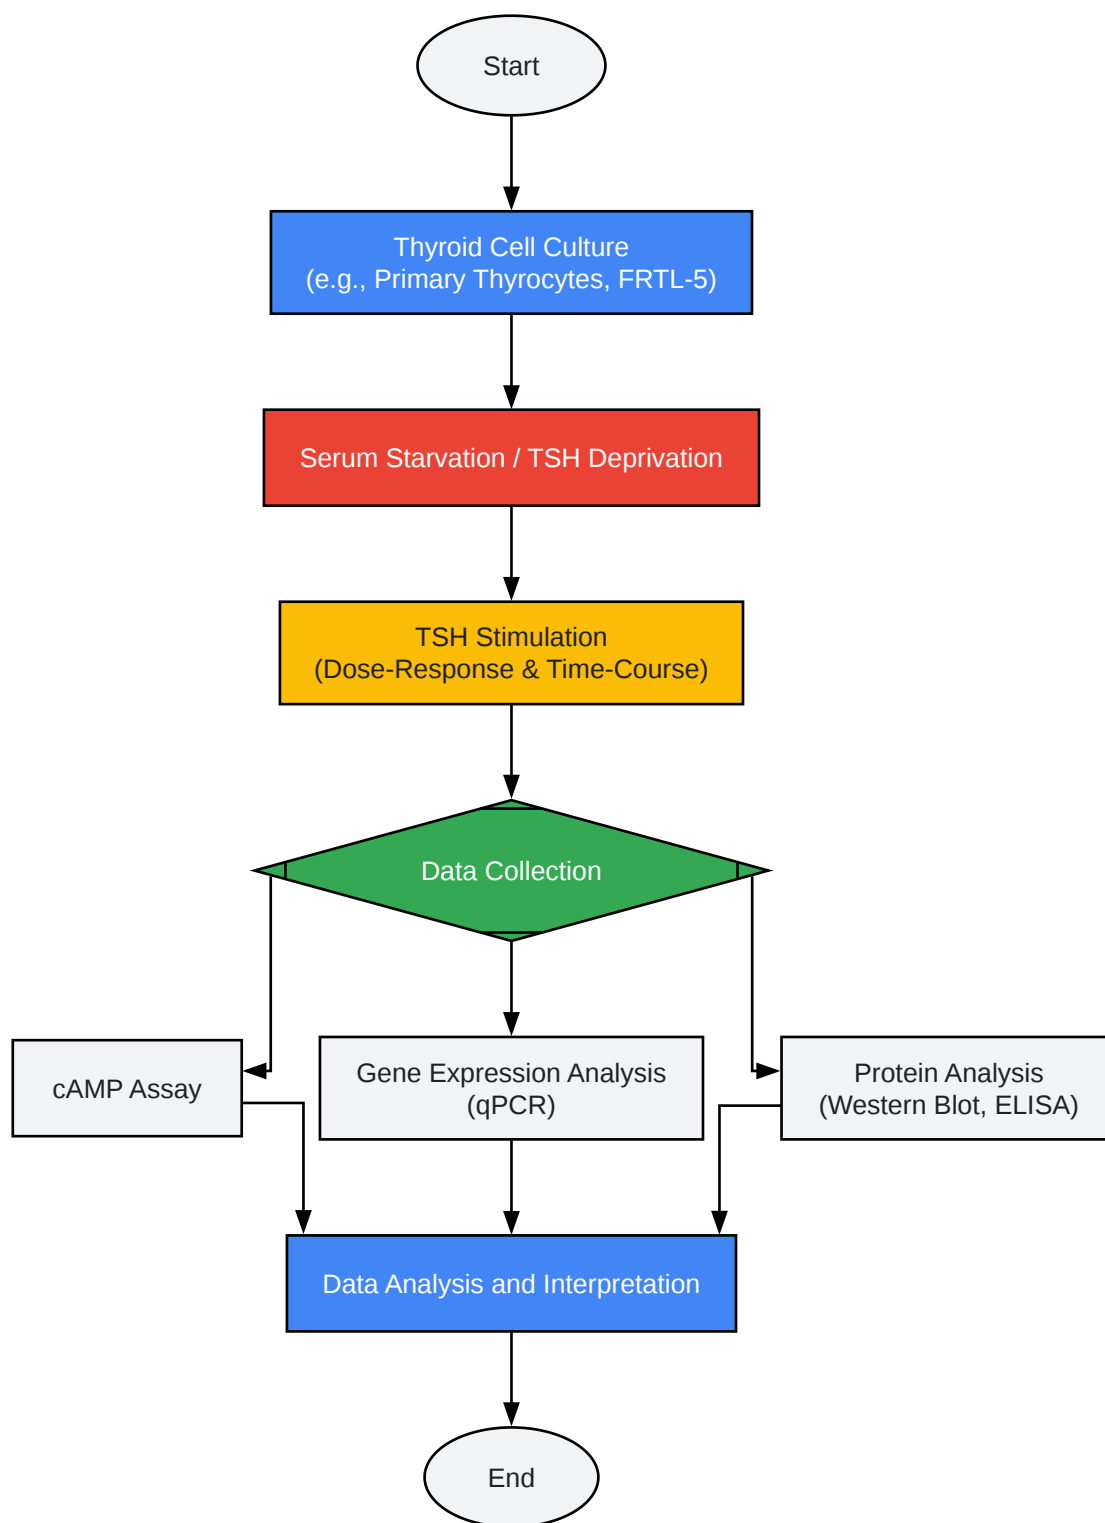 Start
Thyroid Cell Culture
(e.g., Primary Thyrocytes, FRTL-5)
Serum Starvation / TSH Deprivation
TSH Stimulation
(Dose-Response & Time-Course)
Data Collection
cAMP Assay
Gene Expression Analysis
(qPCR)
Protein Analysis
(Western Blot, ELISA)
Data Analysis and Interpretation
End